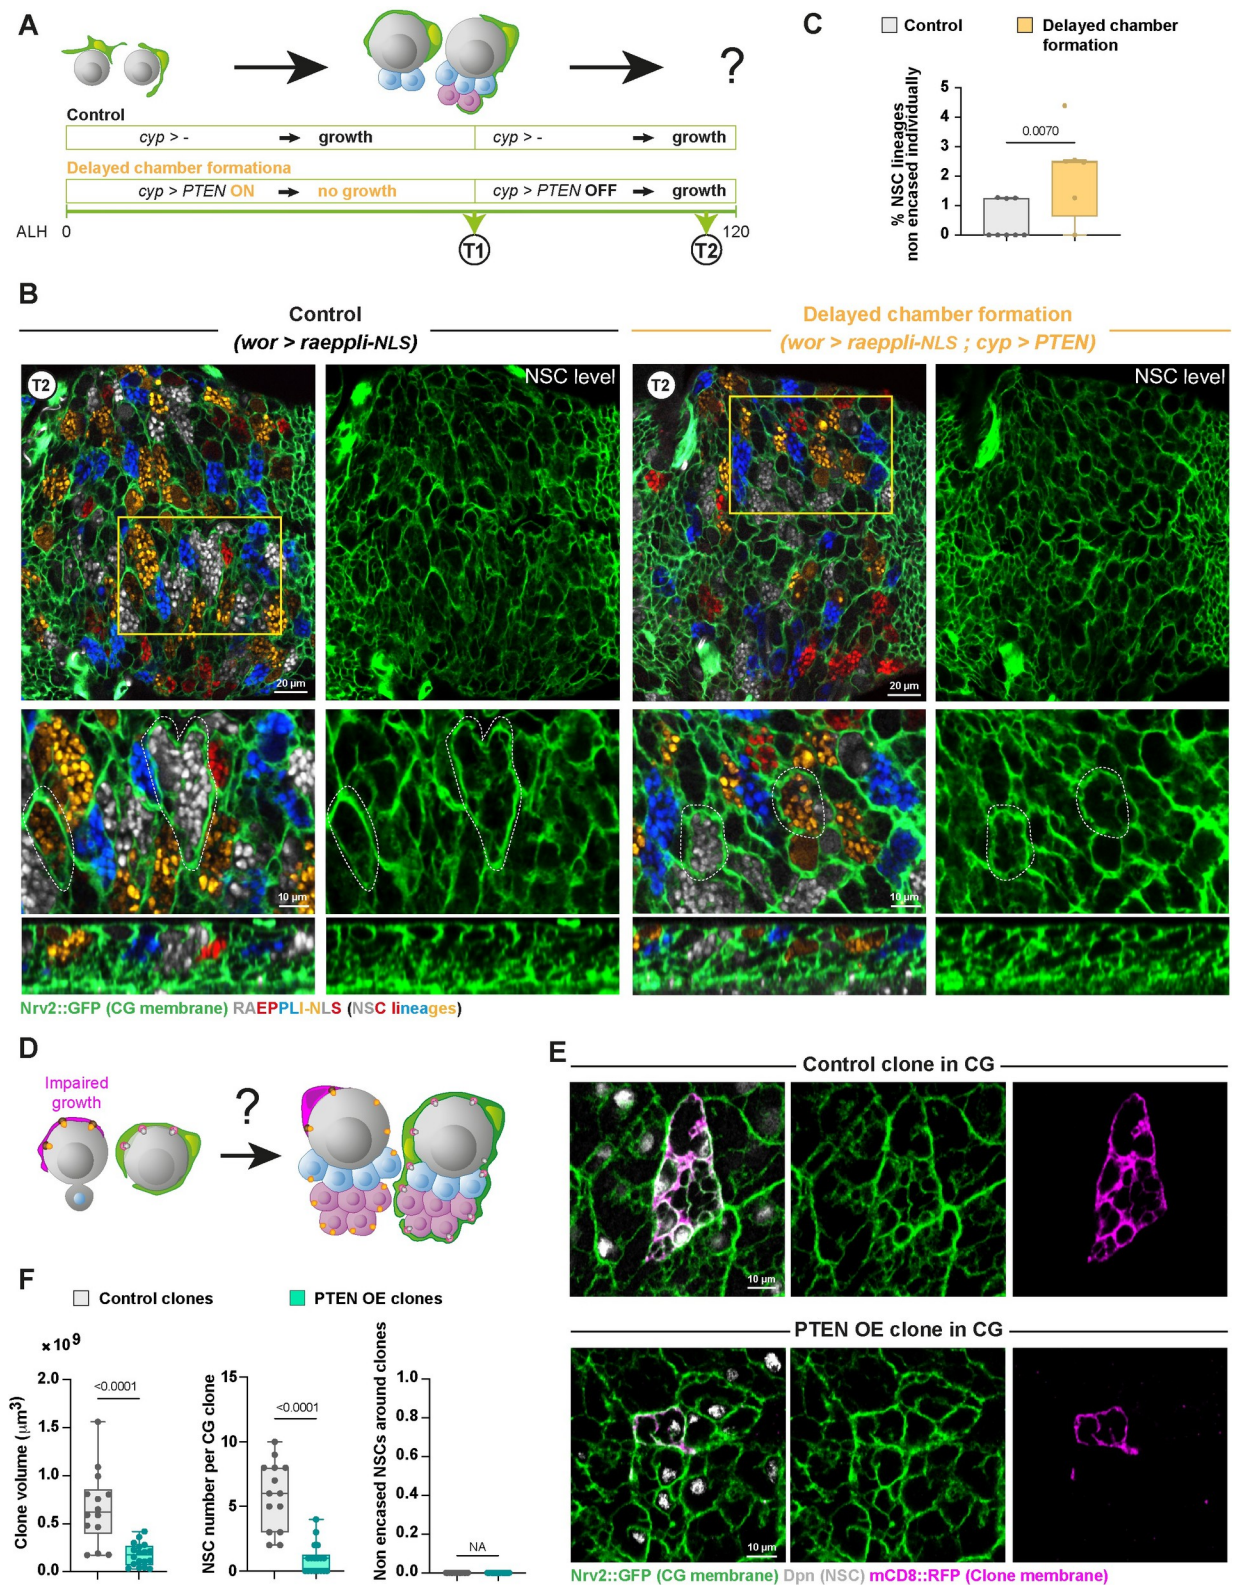 A
?
Control
cyp > - → growth
cyp > - → growth
Delayed chamber formationa
cyp > PTEN ON → no growth
cyp > PTEN OFF → growth
ALH 0 T1 T2 120
C
Control
Delayed chamber formation
% NSC lineages
non encased individually
5
4
3
2
1
0
0.0070
B
Control
(wor > raeppli-NLS)
Delayed chamber formation
(wor > raeppli-NLS ; cyp > PTEN)
T2
20 µm
NSC level
T2
20 µm
NSC level
10 µm
10 µm
Nrv2::GFP (CG membrane) RAEPPLI-NLS (NSC lineages)
D
Impaired
growth
?
E
Control clone in CG
10 µm
PTEN OE clone in CG
10 µm
Nrv2::GFP (CG membrane) Dpn (NSC) mCD8::RFP (Clone membrane)
F
Control clones
PTEN OE clones
× 10⁹
Clone volume (µm³)
2.0
1.5
1.0
0.5
0.0
<0.0001
NSC number per CG clone
15
10
5
0
<0.0001
Non encased NSCs around clones
1.0
0.8
0.6
0.4
0.2
0.0
NA